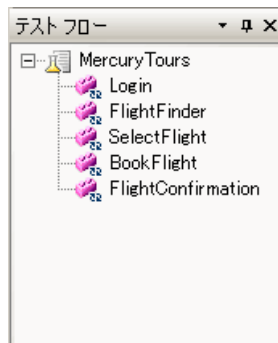 テスト フロー
MercuryTours
Login
FlightFinder
SelectFlight
BookFlight
FlightConfirmation